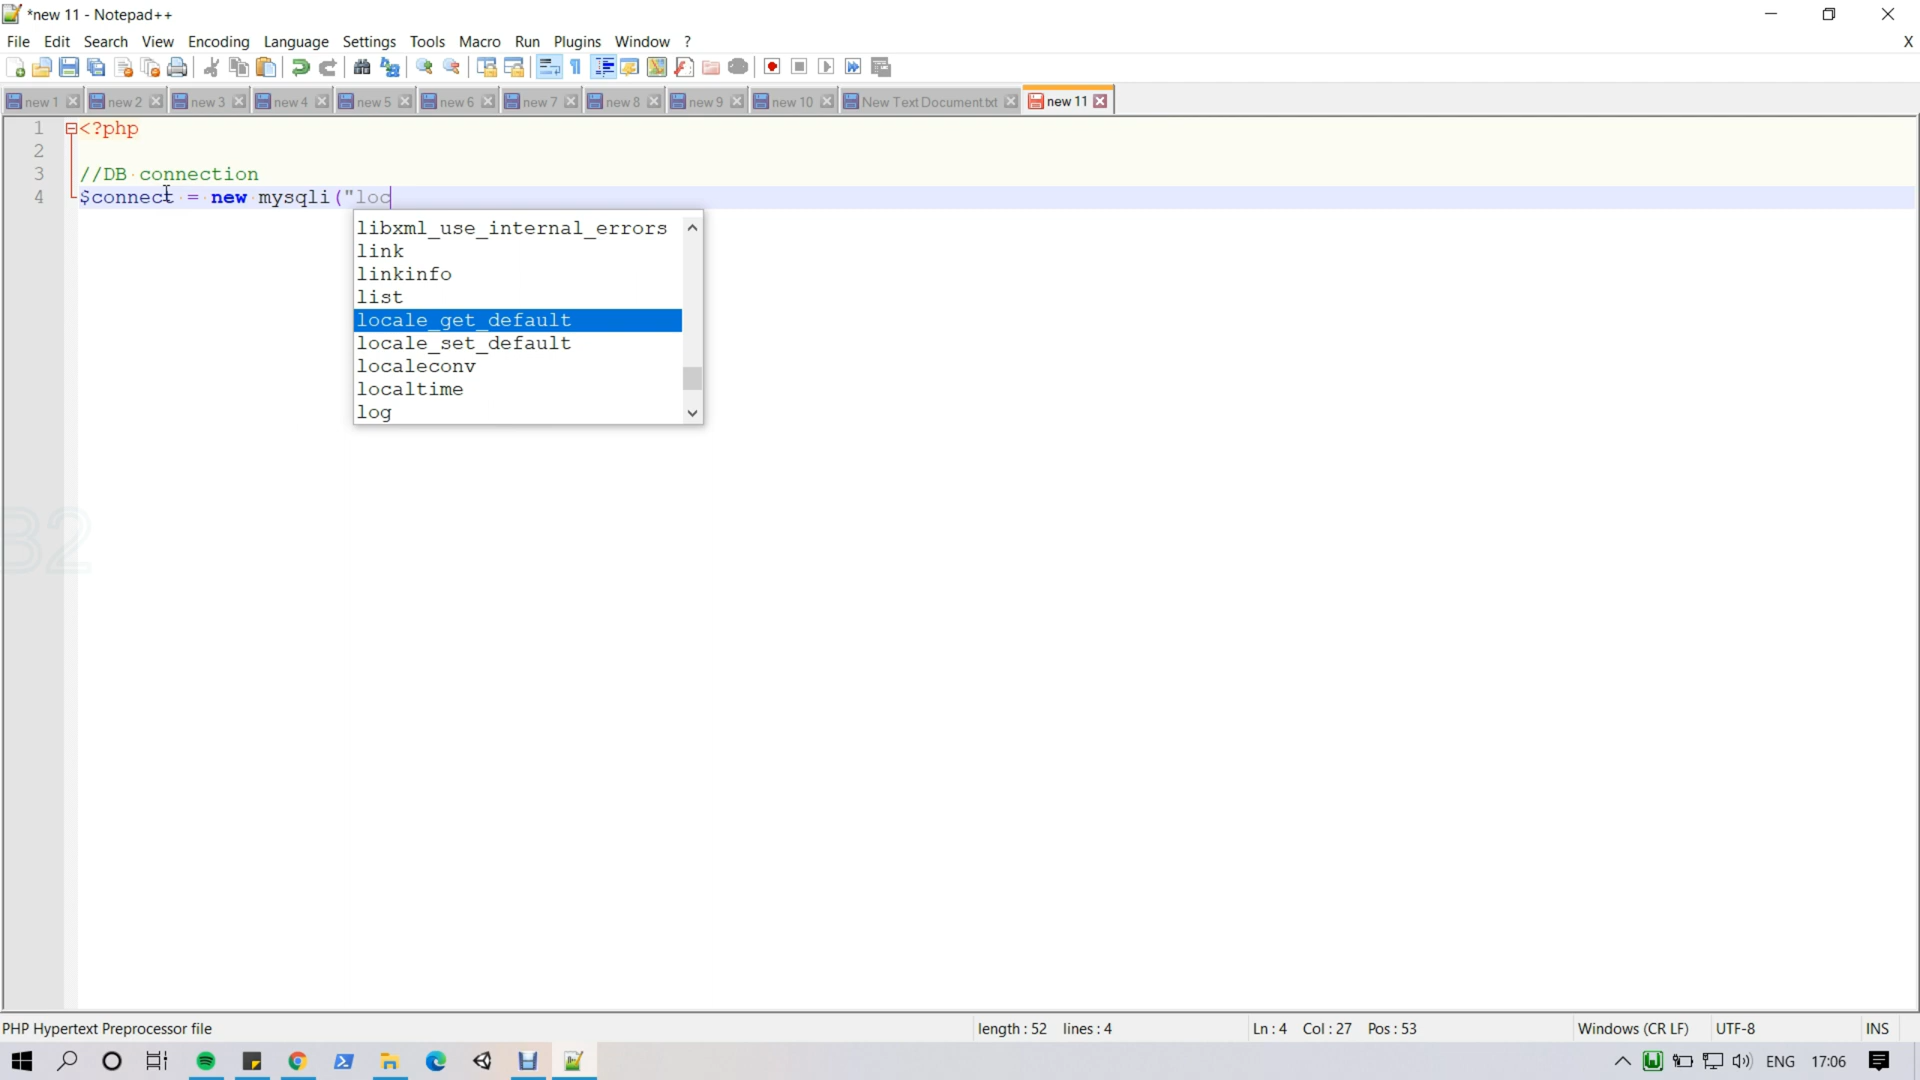 *new 11 - Notepad++
File Edit Search View Encoding Language Settings Tools Macro Run Plugins Window ? X
new 1 new 2 new 3 new 4 new 5 new 6 new 7 new 8 new 9 new 10 New Text Document.txt new 11
1 <?php
2
3 //DB connection
4 $connect = new mysqli("loc
libxml_use_internal_errors
link
linkinfo
list
locale_get_default
locale_set_default
localeconv
localtime
log
32
PHP Hypertext Preprocessor file length : 52 lines : 4 Ln : 4 Col : 27 Pos : 53 Windows (CR LF) UTF-8 INS
ENG 17:06